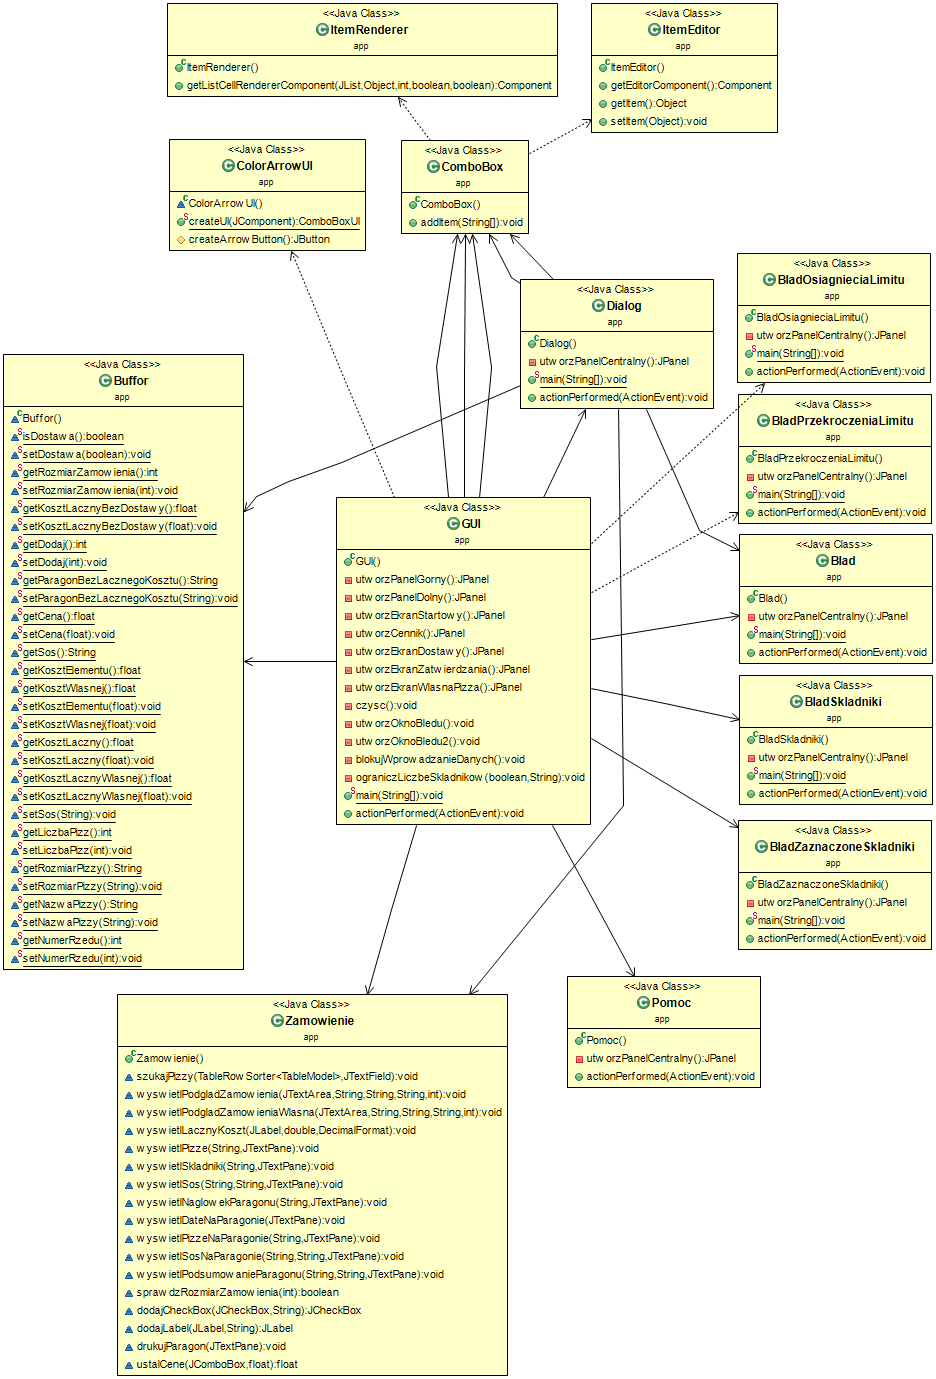 <<Java Class>>
ItemRenderer
app
ItemRenderer()
getListCellRendererComponent(JList,Object,int,boolean,boolean):Component
<<Java Class>>
ItemEditor
app
ItemEditor()
getEditorComponent():Component
getItem():Object
setItem(Object):void
<<Java Class>>
ColorArrowUI
app
ColorArrowUI()
createUI(JComponent):ComboBoxUI
createArrowButton():JButton
<<Java Class>>
ComboBox
app
ComboBox()
addItem(String[]):void
<<Java Class>>
Dialog
app
Dialog()
utworzPanelCentralny():JPanel
main(String[]):void
actionPerformed(ActionEvent):void
<<Java Class>>
BladOsiagnieciaLimitu
app
BladOsiagnieciaLimitu()
utworzPanelCentralny():JPanel
main(String[]):void
actionPerformed(ActionEvent):void
<<Java Class>>
BladPrzekroczeniaLimitu
app
BladPrzekroczeniaLimitu()
utworzPanelCentralny():JPanel
main(String[]):void
actionPerformed(ActionEvent):void
<<Java Class>>
Buffor
app
Buffor()
isDostawa():boolean
setDostawa(boolean):void
getRozmiarZamowienia():int
setRozmiarZamowienia(int):void
getKosztLacznyBezDostawy():float
setKosztLacznyBezDostawy(float):void
getDodaj():int
setDodaj(int):void
getParagonBezLacznegoKosztu():String
setParagonBezLacznegoKosztu(String):void
getCena():float
setCena(float):void
getSos():String
getKosztElementu():float
getKosztWlasnej():float
setKosztElementu(float):void
setKosztWlasnej(float):void
getKosztLaczny():float
setKosztLaczny(float):void
getKosztLacznyWlasnej():float
setKosztLacznyWlasnej(float):void
setSos(String):void
getLiczbaPizz():int
setLiczbaPizz(int):void
getRozmiarPizzy():String
setRozmiarPizzy(String):void
getNazwaPizzy():String
setNazwaPizzy(String):void
getNumerRzedu():int
setNumerRzedu(int):void
<<Java Class>>
GUI
app
GUI()
utworzPanelGorny():JPanel
utworzPanelDolny():JPanel
utworzEkranStartowy():JPanel
utworzCennik():JPanel
utworzEkranDostawy():JPanel
utworzEkranZatwierdzania():JPanel
utworzEkranWlasnaPizza():JPanel
czysc():void
utworzOknoBledu():void
utworzOknoBledu2():void
blokujWprowadzanieDanych():void
ograniczLiczbeSkladnikow(boolean,String):void
main(String[]):void
actionPerformed(ActionEvent):void
<<Java Class>>
Blad
app
Blad()
utworzPanelCentralny():JPanel
main(String[]):void
actionPerformed(ActionEvent):void
<<Java Class>>
BladSkladniki
app
BladSkladniki()
utworzPanelCentralny():JPanel
main(String[]):void
actionPerformed(ActionEvent):void
<<Java Class>>
BladZaznaczoneSkladniki
app
BladZaznaczoneSkladniki()
utworzPanelCentralny():JPanel
main(String[]):void
actionPerformed(ActionEvent):void
<<Java Class>>
Zamowienie
app
Zamowienie()
szukajPizzy(TableRowSorter<TableModel>,JTextField):void
wyswietlPodgladZamowienia(JTextArea,String,String,String,int):void
wyswietlPodgladZamowieniaWlasna(JTextArea,String,String,String,int):void
wyswietlLacznyKoszt(JLabel,double,DecimalFormat):void
wyswietlPizze(String,JTextPane):void
wyswietlSkladniki(String,JTextPane):void
wyswietlSos(String,String,JTextPane):void
wyswietlNaglowekParagonu(String,JTextPane):void
wyswietlDateNaParagonie(JTextPane):void
wyswietlPizzeNaParagonie(String,JTextPane):void
wyswietlSosNaParagonie(String,String,JTextPane):void
wyswietlPodsumowanieParagonu(String,String,JTextPane):void
sprawdzRozmiarZamowienia(int):boolean
dodajCheckBox(JCheckBox,String):JCheckBox
dodajLabel(JLabel,String):JLabel
drukujParagon(JTextPane):void
ustalCene(JComboBox,float):float
<<Java Class>>
Pomoc
app
Pomoc()
utworzPanelCentralny():JPanel
actionPerformed(ActionEvent):void